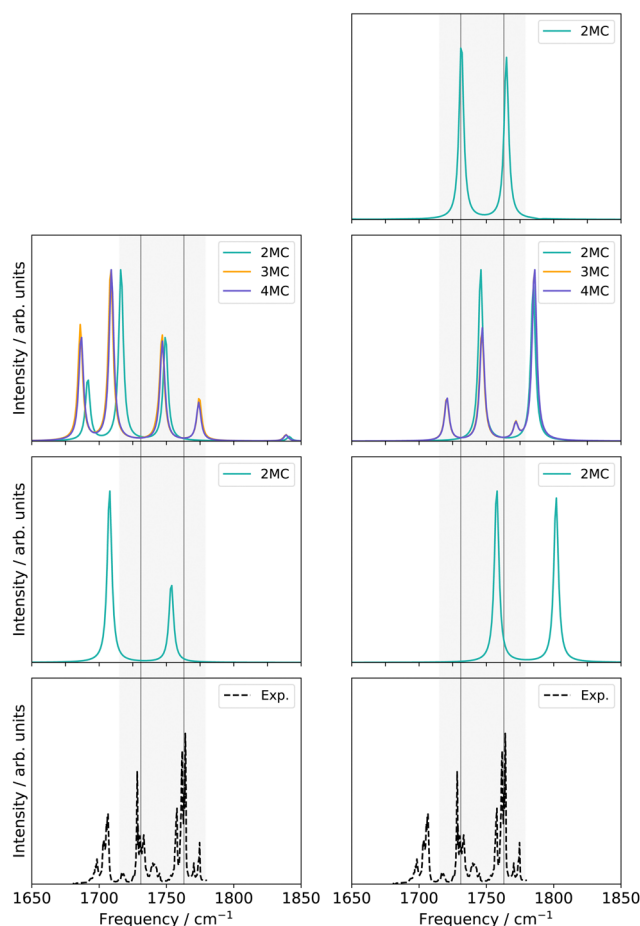 2MC
Intensity / arb. units
2MC
3MC
4MC
2MC
3MC
4MC
Intensity / arb. units
2MC
2MC
Intensity / arb. units
Exp.
Exp.
1650 1700 1750 1800 1850
1650 1700 1750 1800 1850
Frequency / cm⁻¹
Frequency / cm⁻¹